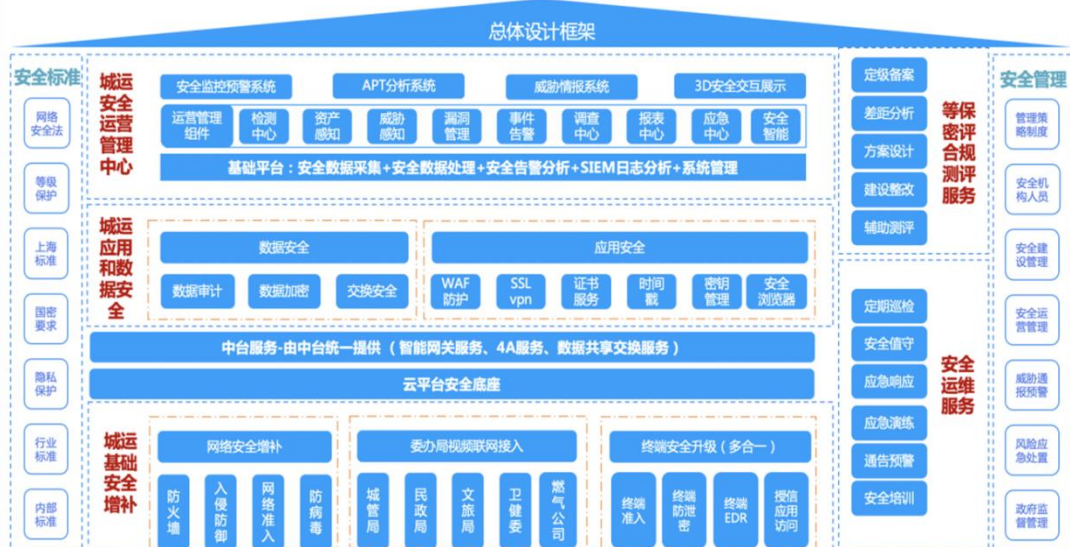 总体设计框架
安全标准
网络
安全法
等级
保护
上海
标准
国密
要求
隐私
保护
行业
标准
内部
标准
城运
安全
运营
管理
中心
安全监控预警系统
APT分析系统
威胁情报系统
3D安全交互展示
运营管理
组件
检测
中心
资产
感知
威胁
感知
漏洞
管理
事件
告警
调查
中心
报表
中心
应急
中心
安全
智能
基础平台：安全数据采集+安全数据处理+安全告警分析+SIEM日志分析+系统管理
城运
应用
和数
据安
全
数据安全
数据审计
数据加密
交换安全
应用安全
WAF
防护
SSL
vpn
证书
服务
时间
戳
密钥
管理
安全
浏览器
中台服务-由中台统一提供（智能网关服务、4A服务、数据共享交换服务）
云平台安全底座
城运
基础
安全
增补
网络安全增补
防火墙
入侵防御
网络准入
防病毒
委办局视频联网接入
城管局
民政局
文旅局
卫健委
燃气公司
终端安全升级（多合一）
终端
准入
终端
防泄
密
终端
EDR
授信
应用
访问
定级备案
差距分析
方案设计
建设整改
辅助测评
等保
密评
合规
测评
服务
定期巡检
安全值守
应急响应
应急演练
通告预警
安全培训
安全
运维
服务
安全管理
管理策
略制度
安全机
构人员
安全建
设管理
安全运
营管理
威胁通
报预警
风险应
急处置
政府监
督管理